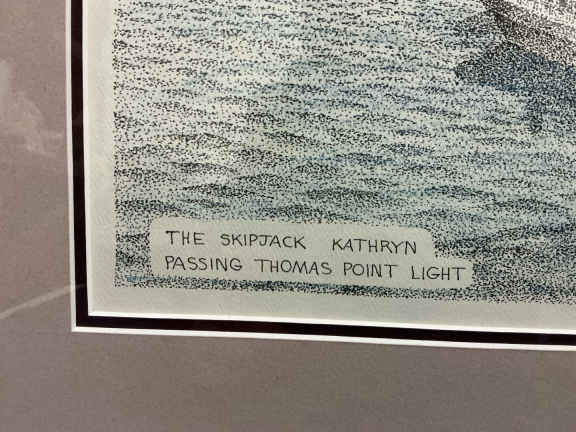 THE SKIPJACK KATHRYN
PASSING THOMAS POINT LIGHT